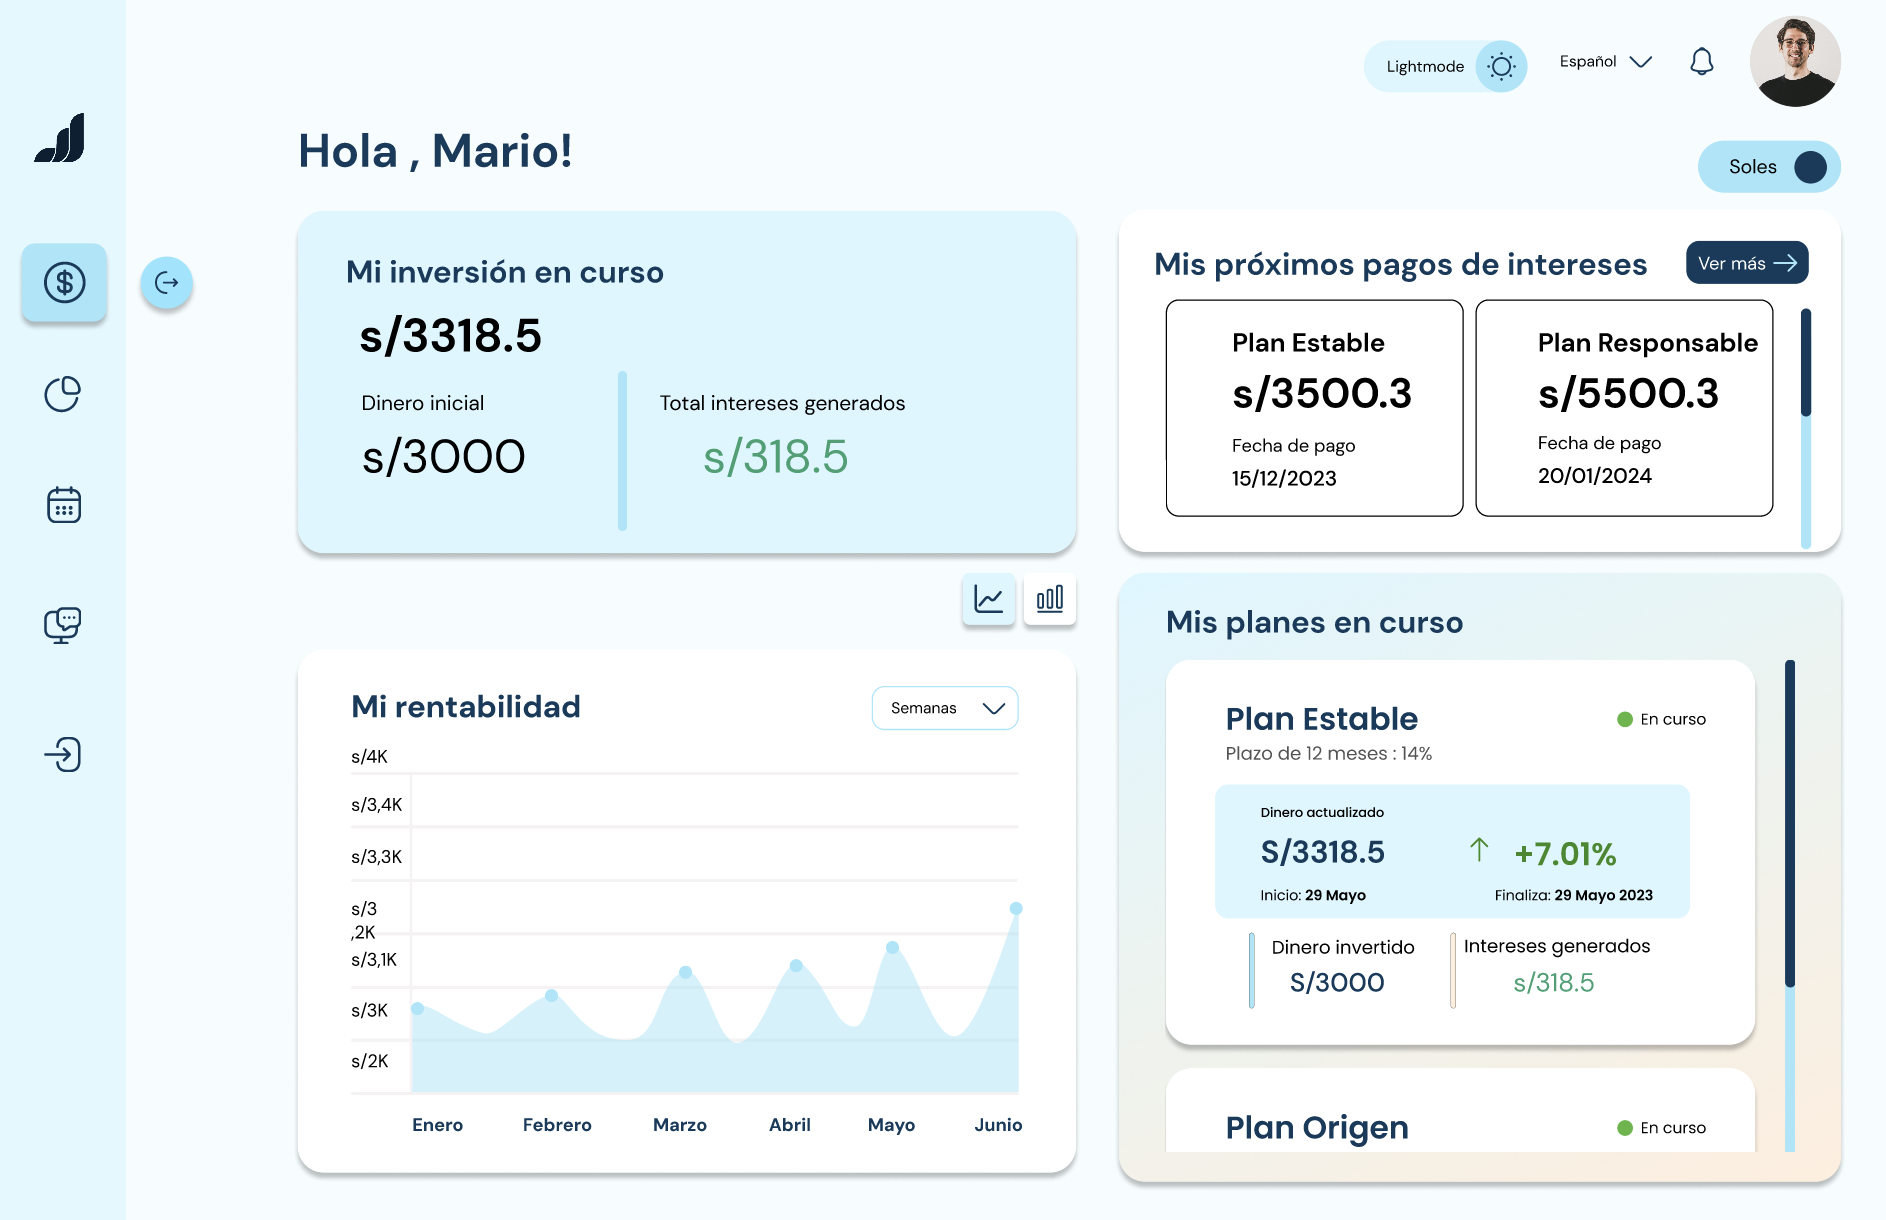 Lightmode
Español
Hola , Mario!
Soles
Mi inversión en curso
s/3318.5
Dinero inicial
s/3000
Total intereses generados
s/318.5
Mis próximos pagos de intereses
Ver más
Plan Estable
s/3500.3
Fecha de pago
15/12/2023
Plan Responsable
s/5500.3
Fecha de pago
20/01/2024
Mi rentabilidad
Semanas
s/4K
s/3,4K
s/3,3K
s/3
,2K
s/3,1K
s/3K
s/2K
Enero
Febrero
Marzo
Abril
Mayo
Junio
Mis planes en curso
Plan Estable
En curso
Plazo de 12 meses : 14%
Dinero actualizado
S/3318.5
+7.01%
Inicio: 29 Mayo
Finaliza: 29 Mayo 2023
Dinero invertido
S/3000
Intereses generados
s/318.5
Plan Origen
En curso